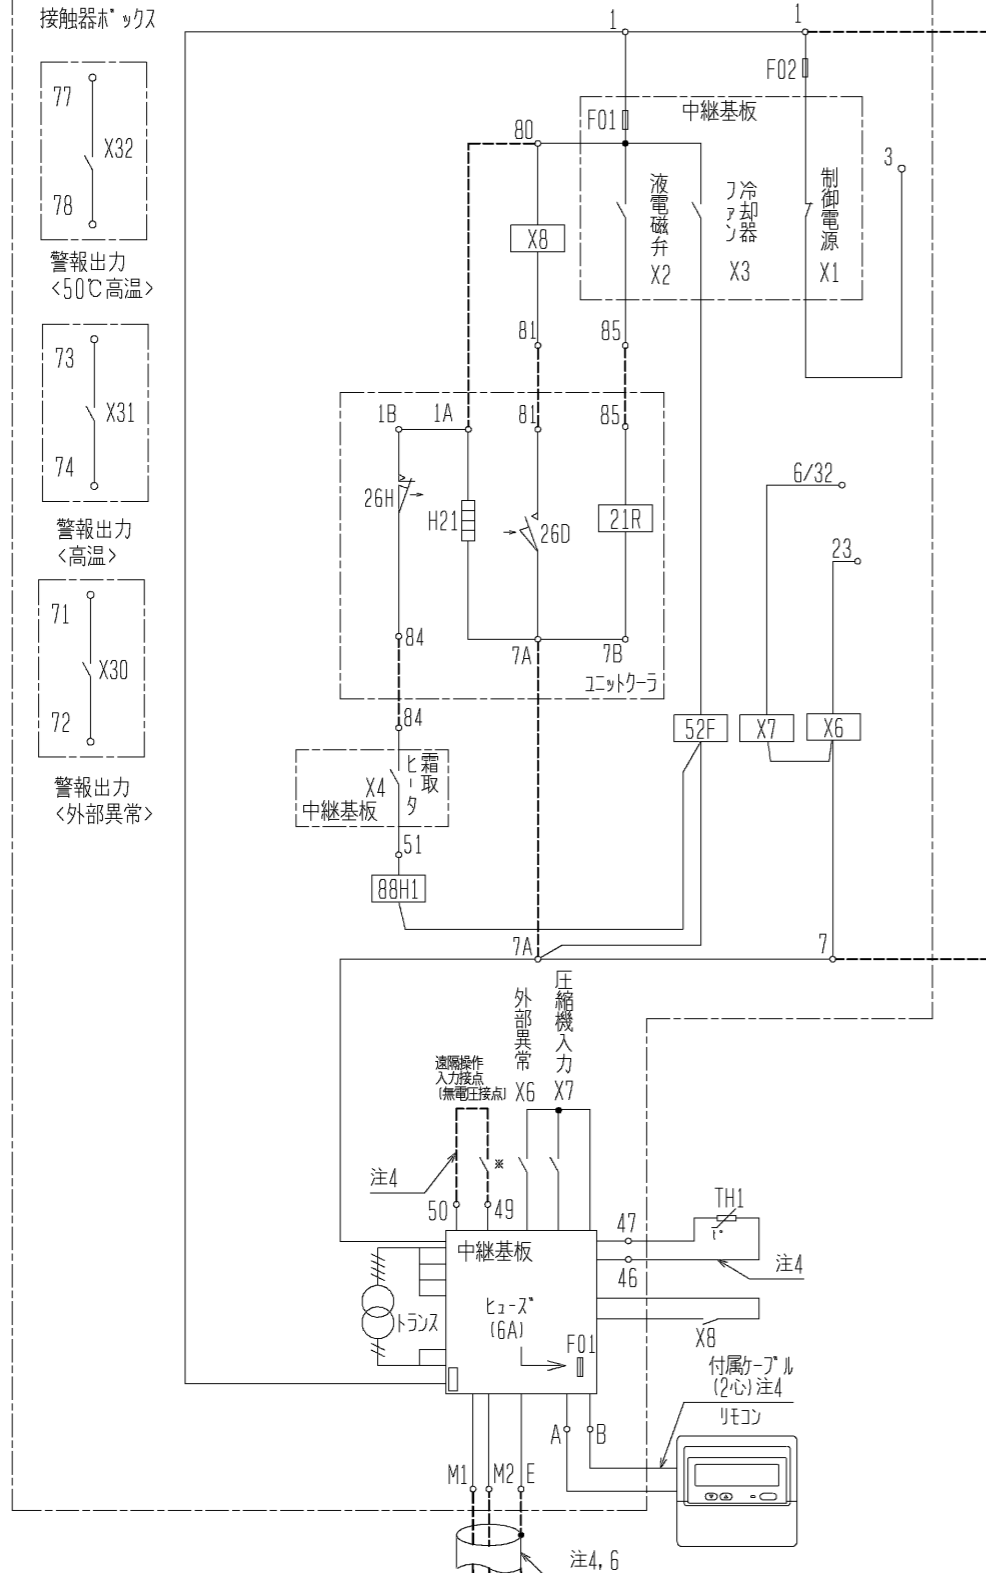 接触器ボックス
77
X32
78
警報出力
<50℃高温>
73
X31
74
警報出力
<高温>
71
X30
72
警報出力
<外部異常>
1
1
F02
F01
中継基板
80
3
液電磁弁
X2
冷却器
ファン
X3
制御電源
X1
X8
81
85
1B
1A
81
85
26H
H21
26D
21R
6/32
23
84
7A
7B
ユニットクーラ
84
52F
X7
X6
霜取
ヒータ
X4
中継基板
51
88H1
7A
7
外部異常
X6
圧縮機入力
X7
遠隔操作
入力接点
(無電圧接点)
※
注4
50
49
中継基板
47
46
TH1
注4
トランス
ヒューズ
(6A)
F01
X8
付属ケーブル
(2心)注4
リモコン
A
B
M1
M2
E
注4,6